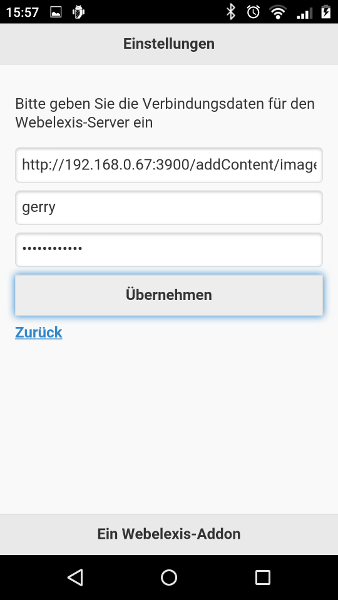 15:57
Einstellungen
Bitte geben Sie die Verbindungsdaten für den
Webelexis-Server ein
http://192.168.0.67:3900/addContent/image
gerry
••••••••••••
Übernehmen
Zurück
Ein Webelexis-Addon